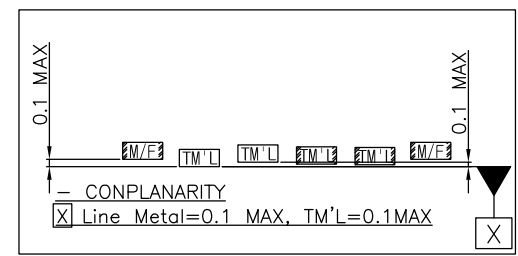 0.1 MAX
0.1 MAX
M/F TM'L TM'L TM'L TM'L M/F
– CONPLANARITY
X Line Metal=0.1 MAX, TM'L=0.1MAX
X